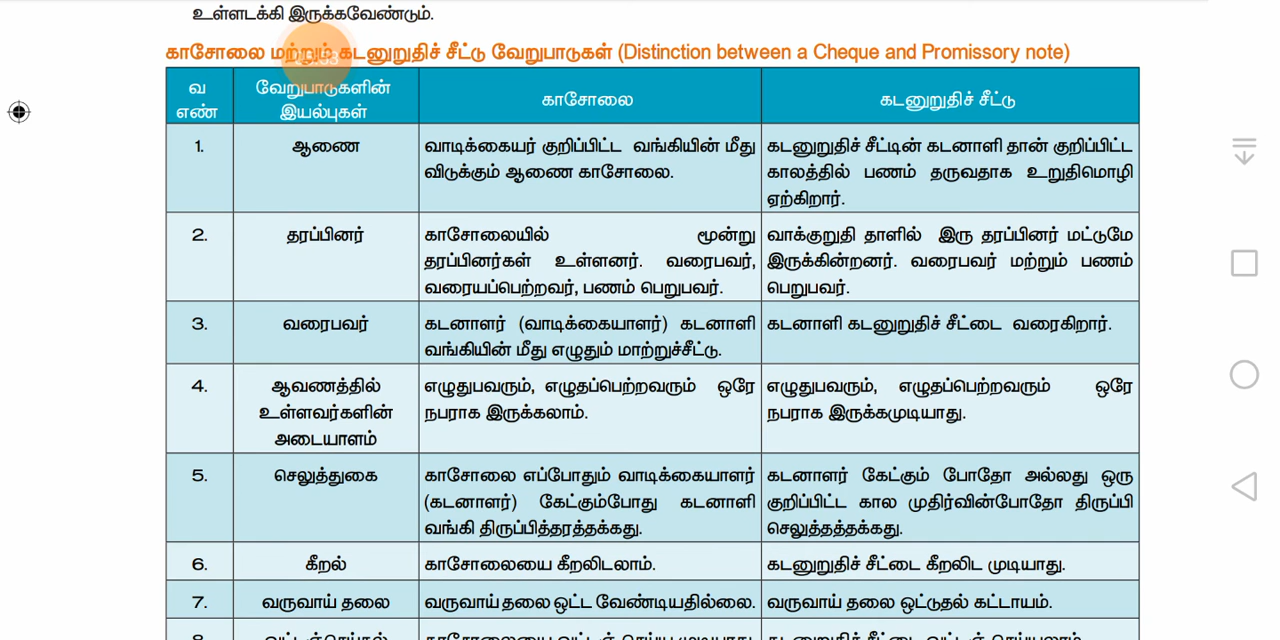 உள்ளடக்கி இருக்கவேண்டும்.
காசோலை மற்றும் கடனுறுதிச் சீட்டு வேறுபாடுகள் (Distinction between a Cheque and Promissory note)
வ எண்
வேறுபாடுகளின் இயல்புகள்
காசோலை
கடனுறுதிச் சீட்டு
1.
ஆணை
வாடிக்கையர் குறிப்பிட்ட வங்கியின் மீது
விடுக்கும் ஆணை காசோலை.
கடனுறுதிச் சீட்டின் கடனாளி தான் குறிப்பிட்ட
காலத்தில் பணம் தருவதாக உறுதிமொழி
ஏற்கிறார்.
2.
தரப்பினர்
காசோலையில் மூன்று
தரப்பினர்கள் உள்ளனர். வரைபவர்,
வரையப்பெற்றவர், பணம் பெறுபவர்.
வாக்குறுதி தாளில் இரு தரப்பினர் மட்டுமே
இருக்கின்றனர். வரைபவர் மற்றும் பணம்
பெறுபவர்.
3.
வரைபவர்
கடனாளர் (வாடிக்கையாளர்) கடனாளி
வங்கியின் மீது எழுதும் மாற்றுச்சீட்டு.
கடனாளி கடனுறுதிச் சீட்டை வரைகிறார்.
4.
ஆவணத்தில்
உள்ளவர்களின்
அடையாளம்
எழுதுபவரும், எழுதப்பெற்றவரும் ஒரே
நபராக இருக்கலாம்.
எழுதுபவரும், எழுதப்பெற்றவரும் ஒரே
நபராக இருக்கமுடியாது.
5.
செலுத்துகை
காசோலை எப்போதும் வாடிக்கையாளர்
(கடனாளர்) கேட்கும்போது கடனாளி
வங்கி திருப்பித்தரத்தக்கது.
கடனாளர் கேட்கும் போதோ அல்லது ஒரு
குறிப்பிட்ட கால முதிர்வின்போதோ திருப்பி
செலுத்தத்தக்கது.
6.
கீறல்
காசோலையை கீறலிடலாம்.
கடனுறுதிச் சீட்டை கீறலிட முடியாது.
7.
வருவாய் தலை
வருவாய் தலை ஒட்ட வேண்டியதில்லை.
வருவாய் தலை ஒட்டுதல் கட்டாயம்.